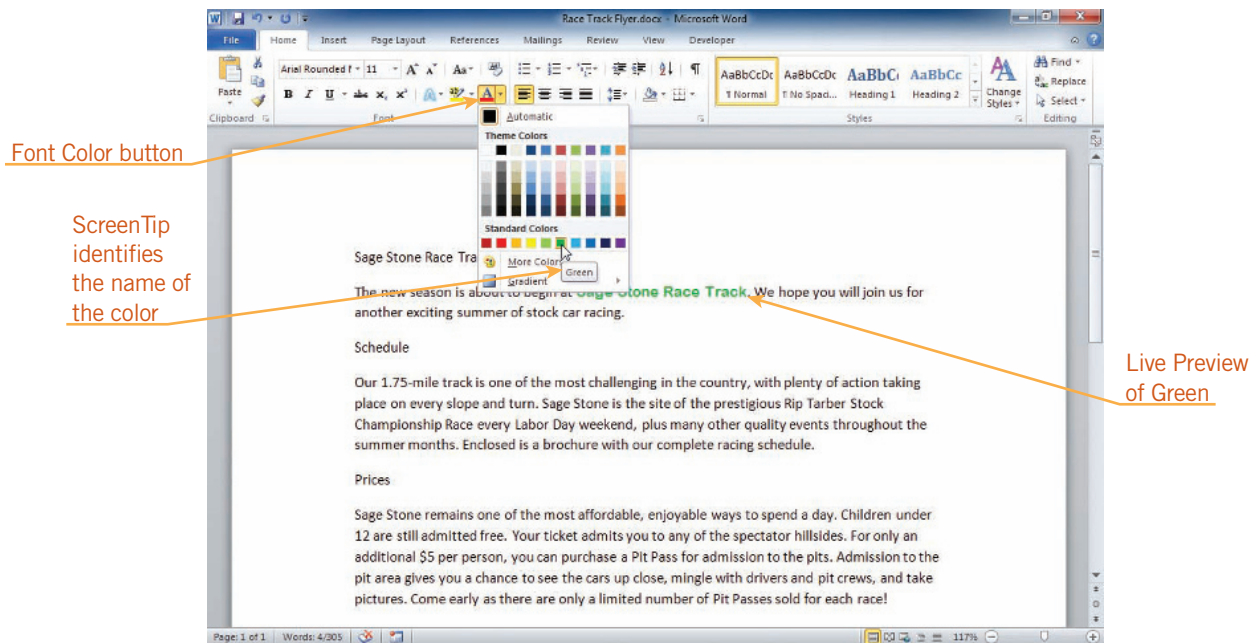 Race Track Flyer.docx - Microsoft Word
File Home Insert Page Layout References Mailings Review View Developer
Paste
Arial Rounded 11
AaBbCcDc AaBbCcDc AaBbC AaBbCc
¶ Normal ¶ No Spaci... Heading 1 Heading 2
Change Styles
Find
Replace
Select
Clipboard Font Styles Editing
Automatic
Theme Colors
Standard Colors
More Colors
Gradient
Green
Font Color button
ScreenTip
identifies
the name of
the color
Live Preview
of Green
Sage Stone Race Tra
The new season is about to begin at Sage Stone Race Track. We hope you will join us for
another exciting summer of stock car racing.
Schedule
Our 1.75-mile track is one of the most challenging in the country, with plenty of action taking
place on every slope and turn. Sage Stone is the site of the prestigious Rip Tarber Stock
Championship Race every Labor Day weekend, plus many other quality events throughout the
summer months. Enclosed is a brochure with our complete racing schedule.
Prices
Sage Stone remains one of the most affordable, enjoyable ways to spend a day. Children under
12 are still admitted free. Your ticket admits you to any of the spectator hillsides. For only an
additional $5 per person, you can purchase a Pit Pass for admission to the pits. Admission to the
pit area gives you a chance to see the cars up close, mingle with drivers and pit crews, and take
pictures. Come early as there are only a limited number of Pit Passes sold for each race!
Page: 1 of 1 Words: 4/305 117%